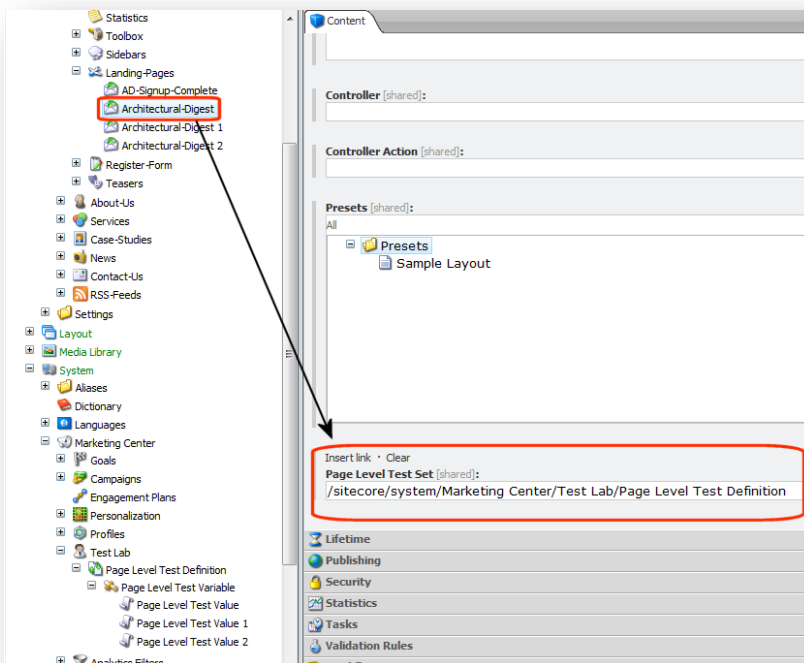 Statistics
Toolbox
Sidebars
Landing-Pages
AD-Signup-Complete
Architectural-Digest
Architectural-Digest 1
Architectural-Digest 2
Register-Form
Teasers
About-Us
Services
Case-Studies
News
Contact-Us
RSS-Feeds
Settings
Layout
Media Library
System
Aliases
Dictionary
Languages
Marketing Center
Goals
Campaigns
Engagement Plans
Personalization
Profiles
Test Lab
Page Level Test Definition
Page Level Test Variable
Page Level Test Value
Page Level Test Value 1
Page Level Test Value 2
Analytics Filters
Content
Controller [shared]:
Controller Action [shared]:
Presets [shared]:
All
Presets
Sample Layout
Insert link · Clear
Page Level Test Set [shared]:
/sitecore/system/Marketing Center/Test Lab/Page Level Test Definition
Lifetime
Publishing
Security
Statistics
Tasks
Validation Rules